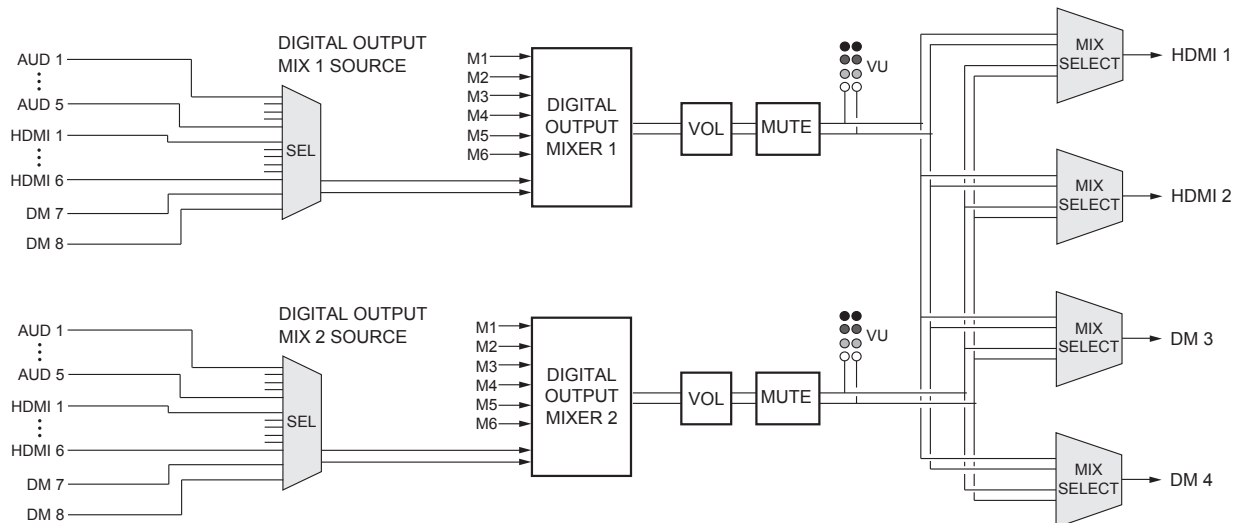 DIGITAL OUTPUT
MIX 1 SOURCE
AUD 1
AUD 5
HDMI 1
HDMI 6
DM 7
DM 8
SEL
M1
M2
M3
M4
M5
M6
DIGITAL
OUTPUT
MIXER 1
VOL
MUTE
VU
MIX
SELECT
HDMI 1
MIX
SELECT
HDMI 2
DIGITAL OUTPUT
MIX 2 SOURCE
AUD 1
AUD 5
HDMI 1
HDMI 6
DM 7
DM 8
SEL
M1
M2
M3
M4
M5
M6
DIGITAL
OUTPUT
MIXER 2
VOL
MUTE
VU
MIX
SELECT
DM 3
MIX
SELECT
DM 4